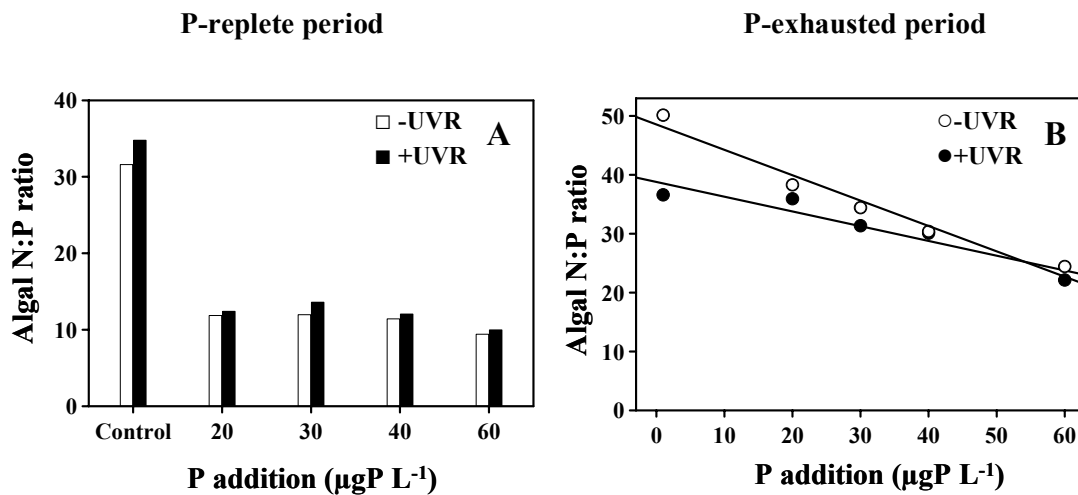 P-replete period
P-exhausted period
40
30
20
10
0
Algal N:P ratio
-UVR
+UVR
A
Control 20 30 40 60
P addition (µgP L⁻¹)
50
40
30
20
10
0
Algal N:P ratio
-UVR
+UVR
B
0 10 20 30 40 50 60
P addition (µgP L⁻¹)